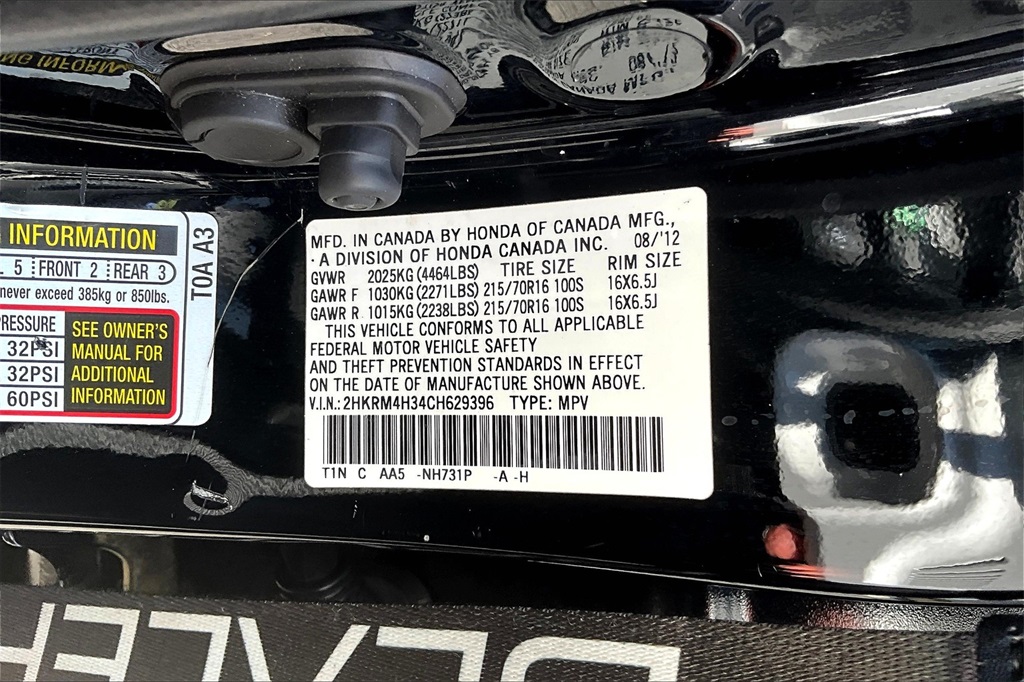 INFORMATION
5 FRONT 2 REAR 3
never exceed 385kg or 850lbs.
PRESSURE
32PSI
32PSI
60PSI
SEE OWNER'S
MANUAL FOR
ADDITIONAL
INFORMATION
T0A A3
MFD. IN CANADA BY HONDA OF CANADA MFG.,
A DIVISION OF HONDA CANADA INC. 08/'12
GVWR 2025KG (4464LBS) TIRE SIZE RIM SIZE
GAWR F 1030KG (2271LBS) 215/70R16 100S 16X6.5J
GAWR R 1015KG (2238LBS) 215/70R16 100S 16X6.5J
THIS VEHICLE CONFORMS TO ALL APPLICABLE
FEDERAL MOTOR VEHICLE SAFETY
AND THEFT PREVENTION STANDARDS IN EFFECT
ON THE DATE OF MANUFACTURE SHOWN ABOVE.
V.I.N.: 2HKRM4H34CH629396 TYPE: MPV
T1N C AA5 -NH731P -A -H